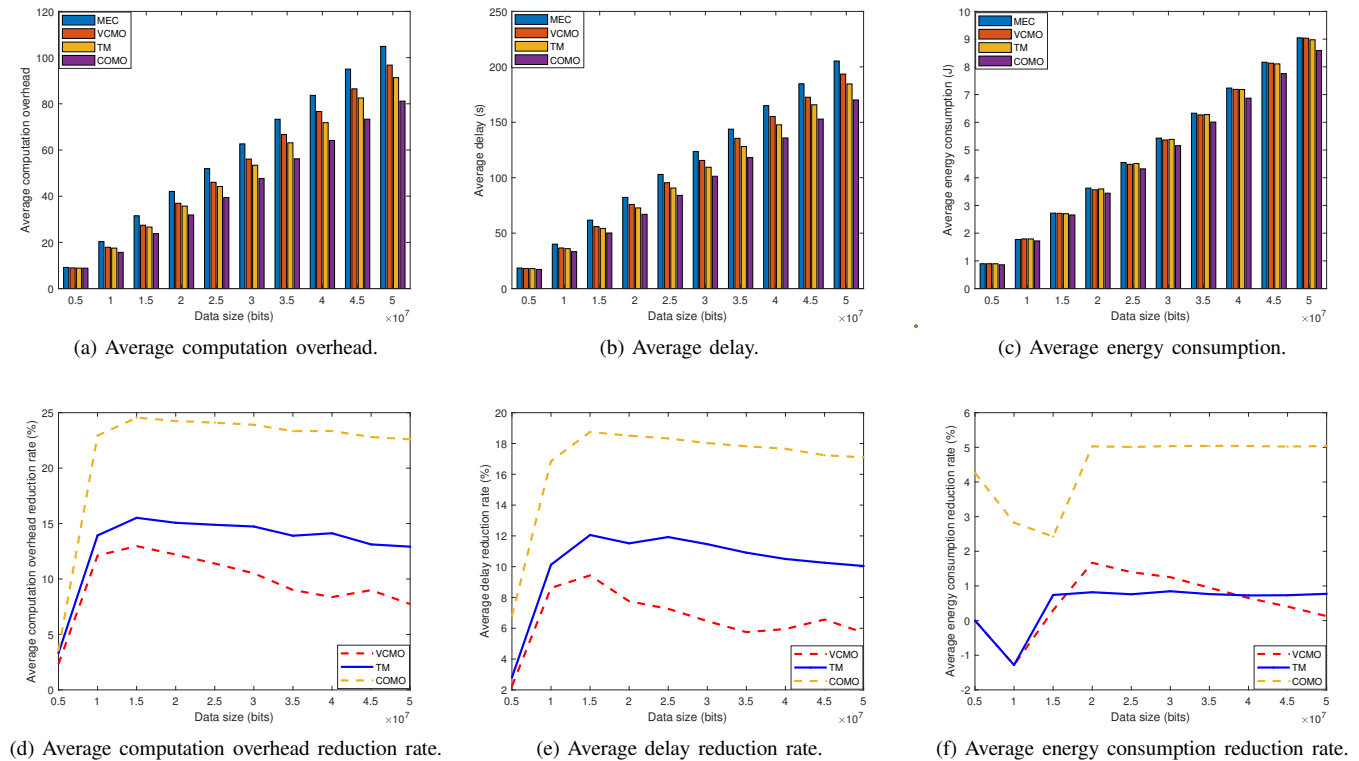 Average computation overhead
120
100
80
60
40
20
0
MEC
VCMO
TM
COMO
0.5 1 1.5 2 2.5 3 3.5 4 4.5 5
Data size (bits)
×10^7
(a) Average computation overhead.
Average delay (s)
250
200
150
100
50
0
MEC
VCMO
TM
COMO
0.5 1 1.5 2 2.5 3 3.5 4 4.5 5
Data size (bits)
×10^7
(b) Average delay.
Average energy consumption (J)
10
9
8
7
6
5
4
3
2
1
0
MEC
VCMO
TM
COMO
0.5 1 1.5 2 2.5 3 3.5 4 4.5 5
Data size (bits)
×10^7
(c) Average energy consumption.
Average computation overhead reduction rate (%)
25
20
15
10
5
0
VCMO
TM
COMO
0.5 1 1.5 2 2.5 3 3.5 4 4.5 5
Data size (bits)
×10^7
(d) Average computation overhead reduction rate.
Average delay reduction rate (%)
20
18
16
14
12
10
8
6
4
2
VCMO
TM
COMO
0.5 1 1.5 2 2.5 3 3.5 4 4.5 5
Data size (bits)
×10^7
(e) Average delay reduction rate.
Average energy consumption reduction rate (%)
6
5
4
3
2
1
0
-1
-2
VCMO
TM
COMO
0.5 1 1.5 2 2.5 3 3.5 4 4.5 5
Data size (bits)
×10^7
(f) Average energy consumption reduction rate.